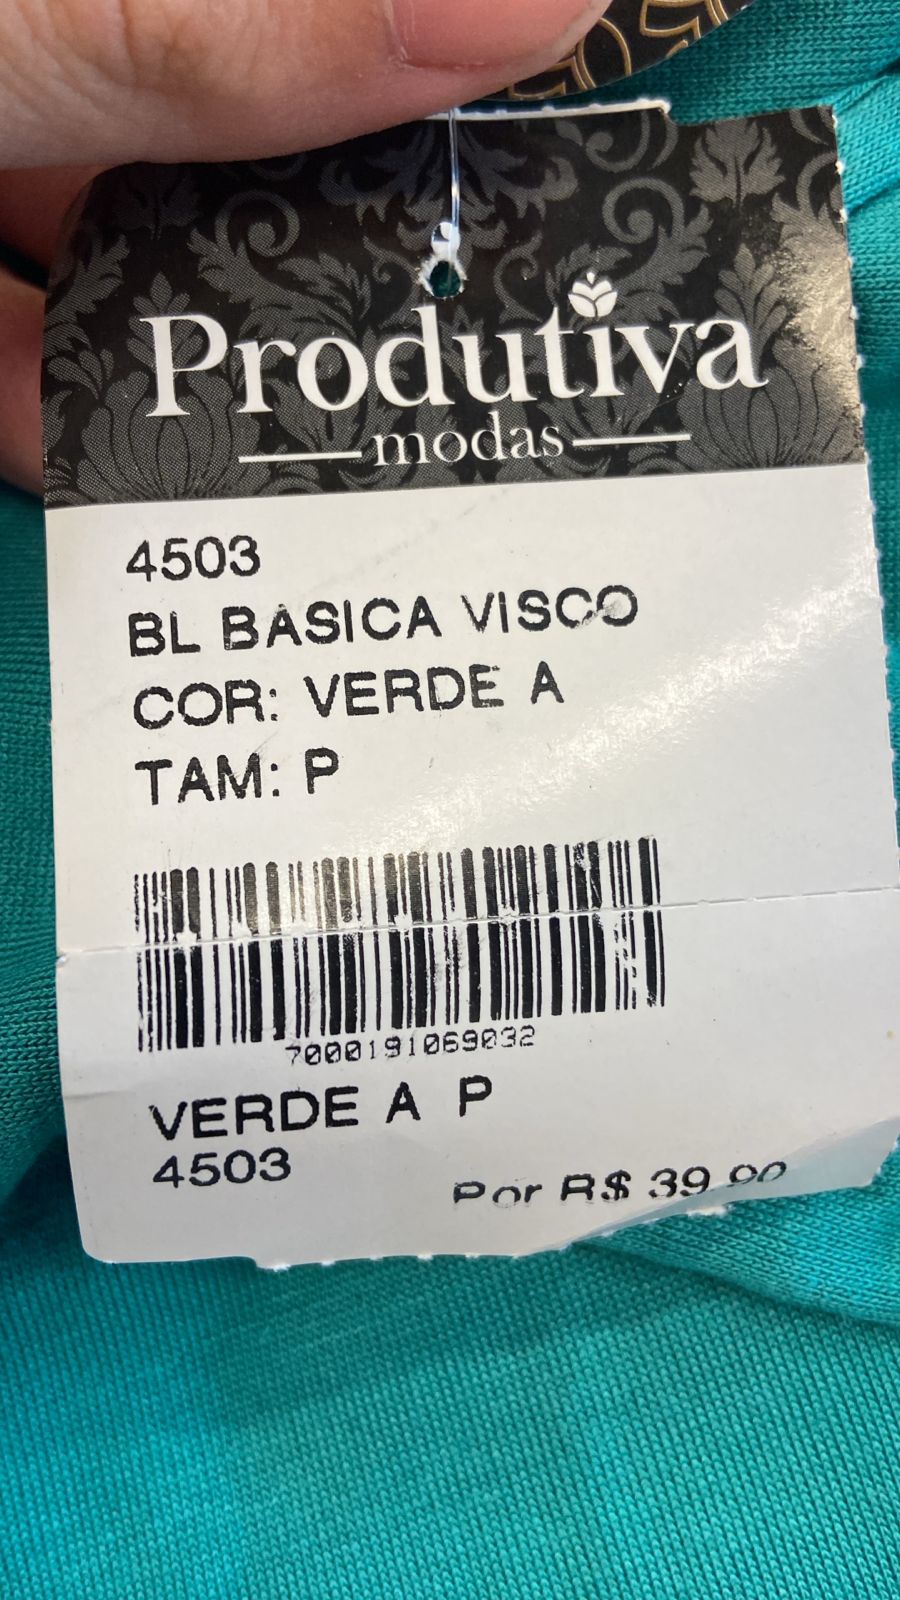 Produtiva
modas
4503
BL BASICA VISCO
COR: VERDE A
TAM: P
7000191069032
VERDE A P
4503
Por R$ 39,90